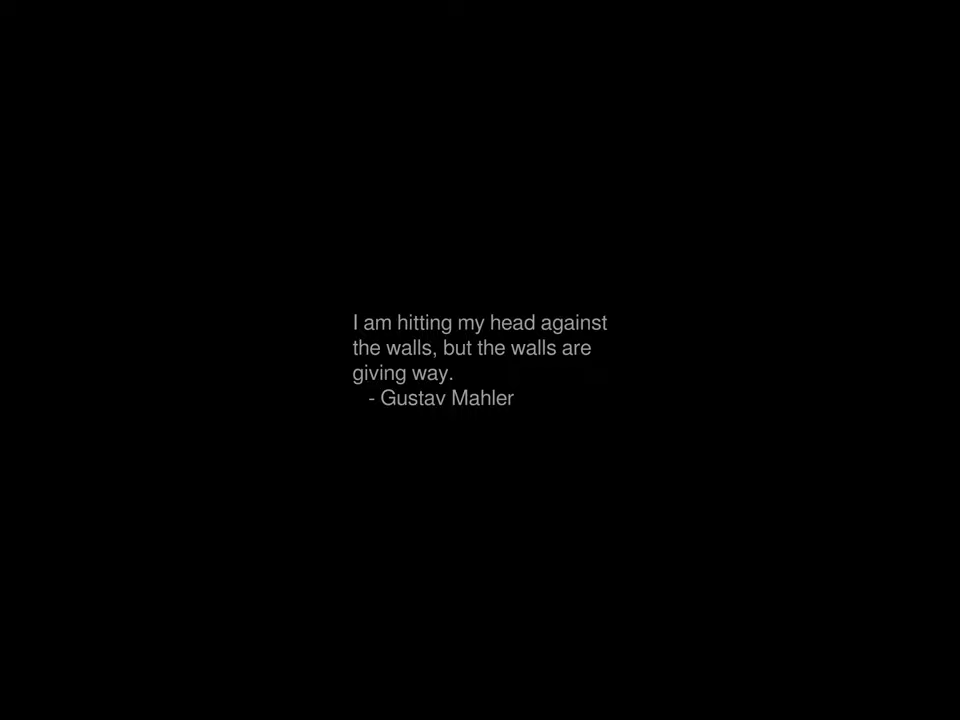 I am hitting my head against
the walls, but the walls are
giving way.
- Gustav Mahler